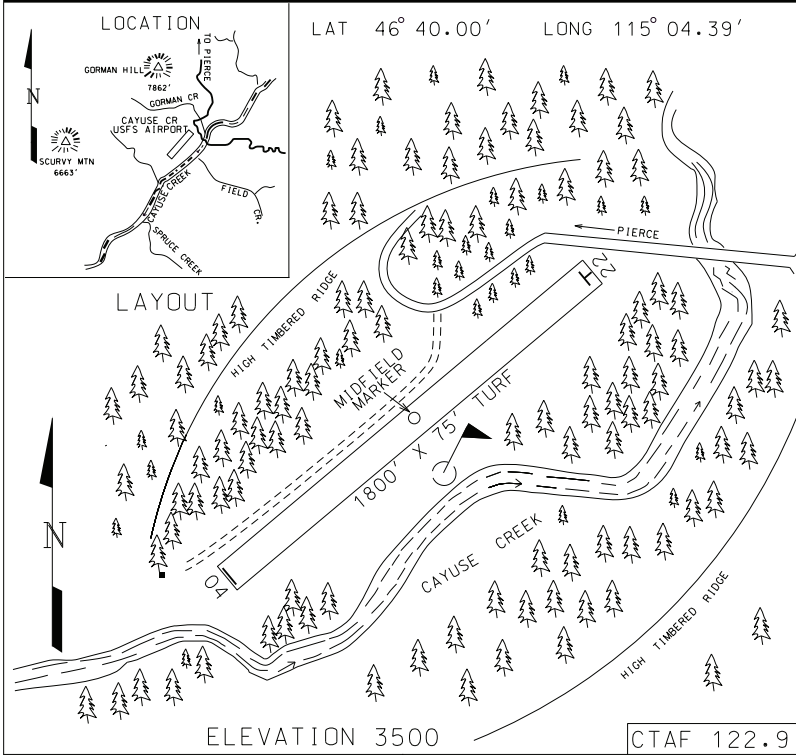 LOCATION
LAT 46° 40.00' LONG 115° 04.39'
TO PIERCE
GORMAN HILL
7862'
GORMAN CR
N
CAYUSE CR
USFS AIRPORT
SCURVY MTN
6663'
CAYUSE CREEK
FIELD CR.
SPRUCE CREEK
PIERCE
22
H
LAYOUT
HIGH TIMBERED RIDGE
MIDFIELD
MARKER
1800' X 75' TURF
N
04
CAYUSE CREEK
HIGH TIMBERED RIDGE
ELEVATION 3500
CTAF 122.9